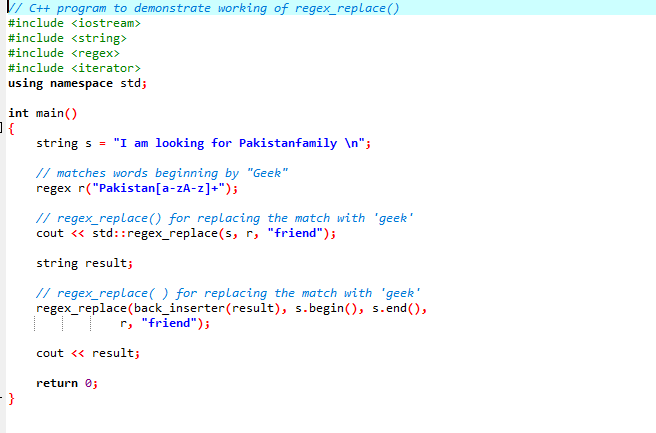 // C++ program to demonstrate working of regex_replace()
#include <iostream>
#include <string>
#include <regex>
#include <iterator>
using namespace std;
int main()
{
string s = "I am looking for Pakistanfamily \n";
// matches words beginning by "Geek"
regex r("Pakistan[a-zA-z]+");
// regex_replace() for replacing the match with 'geek'
cout << std::regex_replace(s, r, "friend");
string result;
// regex_replace( ) for replacing the match with 'geek'
regex_replace(back_inserter(result), s.begin(), s.end(),
r, "friend");
cout << result;
return 0;
}